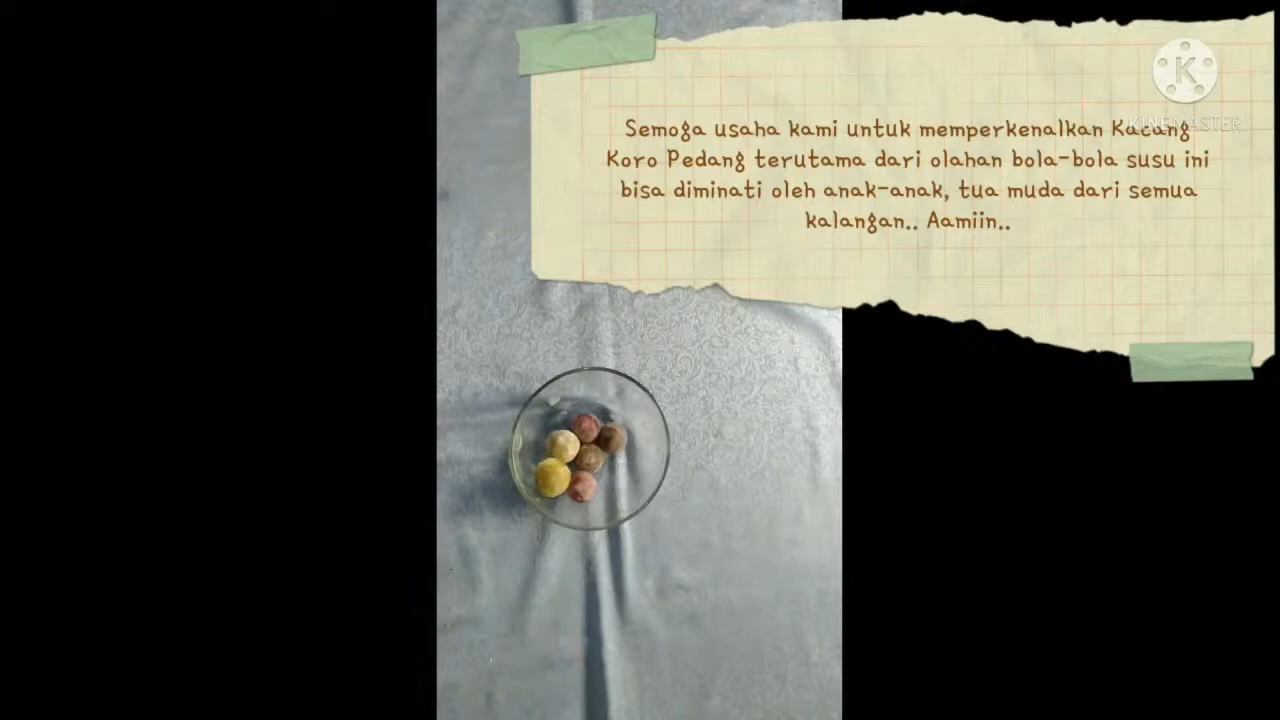 Semoga usaha kami untuk memperkenalkan Kacang
Koro Pedang terutama dari olahan bola-bola susu ini
bisa diminati oleh anak-anak, tua muda dari semua
kalangan.. Aamiin..
K
KINEMASTER